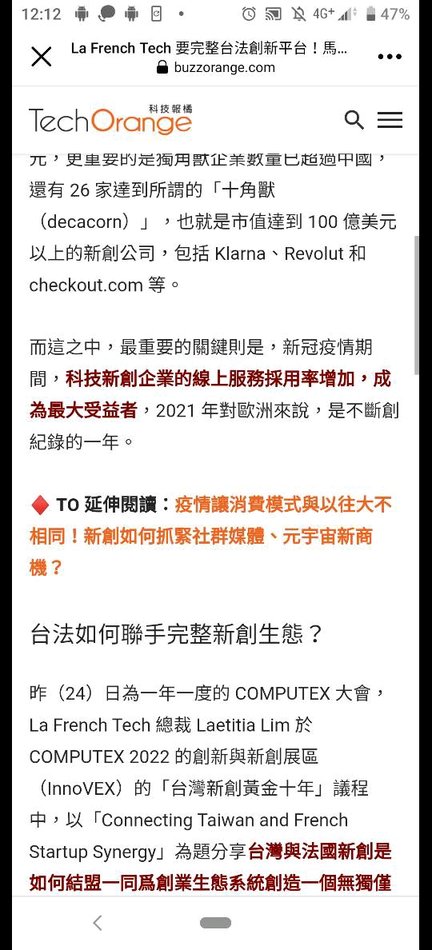 12:12
4G+
47%
La French Tech 要完整台法創新平台！馬...
buzzorange.com
科技報橘
TechOrange
元，更重要的是獨角獸企業數量已超過中國，
還有 26 家達到所謂的「十角獸
（decacorn）」，也就是市值達到 100 億美元
以上的新創公司，包括 Klarna、Revolut 和
checkout.com 等。
而這之中，最重要的關鍵則是，新冠疫情期
間，科技新創企業的線上服務採用率增加，成
為最大受益者，2021 年對歐洲來說，是不斷創
紀錄的一年。
TO 延伸閱讀：疫情讓消費模式與以往大不
相同！新創如何抓緊社群媒體、元宇宙新商
機？
台法如何聯手完整新創生態？
昨（24）日為一年一度的 COMPUTEX 大會，
La French Tech 總裁 Laetitia Lim 於
COMPUTEX 2022 的創新與新創展區
（InnoVEX）的「台灣新創黃金十年」議程
中，以「Connecting Taiwan and French
Startup Synergy」為題分享台灣與法國新創是
如何結盟一同爲創業生態系統創造一個無獨僅